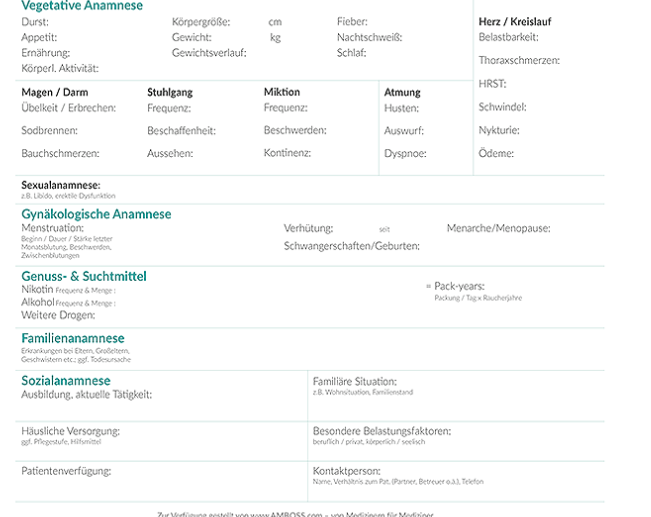 Vegetative Anamnese
Durst: Körpergröße: cm Fieber: Herz / Kreislauf
Appetit: Gewicht: kg Nachtschweiß: Belastbarkeit:
Ernährung: Gewichtsverlauf: Schlaf:
Thoraxschmerzen:
Körperl. Aktivität:
HRST:
Magen / Darm Stuhlgang Miktion Atmung
Übelkeit / Erbrechen: Frequenz: Frequenz: Husten: Schwindel:
Sodbrennen: Beschaffenheit: Beschwerden: Auswurf: Nykturie:
Bauchschmerzen: Aussehen: Kontinenz: Dyspnoe: Ödeme:
Sexualanamnese:
z.B. Libido, erektile Dysfunktion
Gynäkologische Anamnese
Menstruation: Verhütung: seit Menarche/Menopause:
Beginn / Dauer / Stärke letzter
Monatsblutung, Beschwerden, Schwangerschaften/Geburten:
Zwischenblutungen
Genuss- & Suchtmittel
Nikotin Frequenz & Menge : = Pack-years:
Alkohol Frequenz & Menge : Packung / Tag x Raucherjahre
Weitere Drogen:
Familienanamnese
Erkrankungen bei Eltern, Großeltern,
Geschwistern etc.; ggf. Todesursache
Sozialanamnese Familiäre Situation:
Ausbildung, aktuelle Tätigkeit: z.B. Wohnsituation, Familienstand
Häusliche Versorgung: Besondere Belastungsfaktoren:
ggf. Pflegestufe, Hilfsmittel beruflich / privat, körperlich / seelisch
Patientenverfügung: Kontaktperson:
Name, Verhältnis zum Pat. (Partner, Betreuer o.ä.), Telefon
Zur Verfügung gestellt von www.AMBOSS.com – von Medizinern für Mediziner